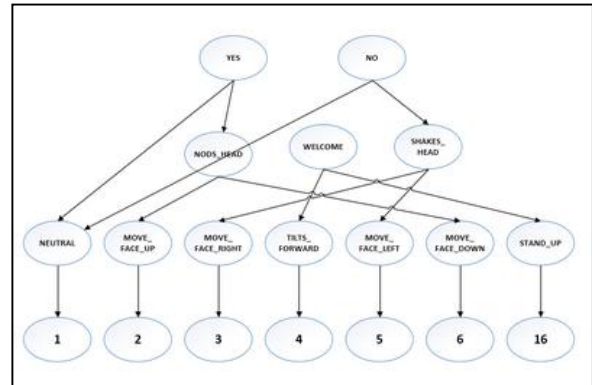 YES
NO
NODS_HEAD
WELCOME
SHAKES_
HEAD
NEUTRAL
MOVE_
FACE_UP
MOVE_
FACE_RIGHT
TILTS_
FORWARD
MOVE_
FACE_LEFT
MOVE_
FACE_DOWN
STAND_UP
1
2
3
4
5
6
16